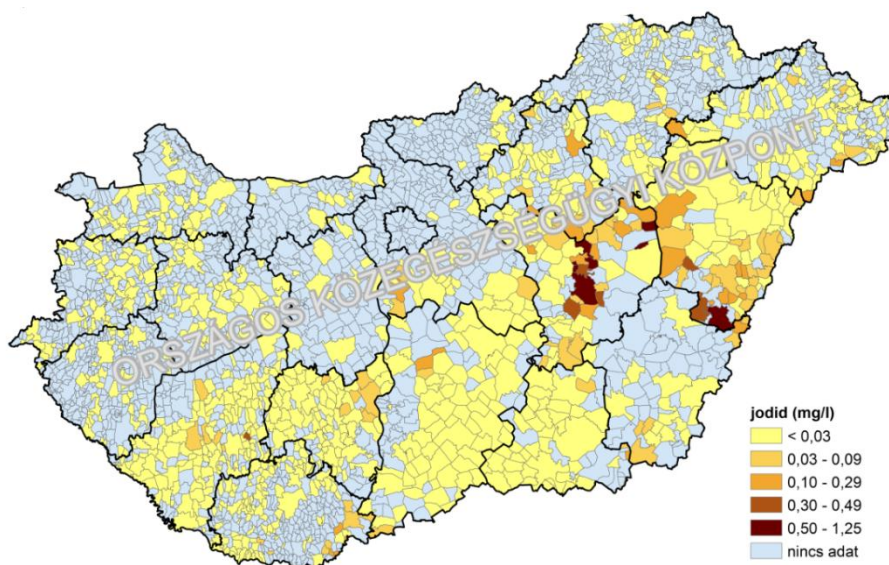 ORSZÁGOS KÖZEGÉSZSÉGÜGYI KÖZPONT
jodid (mg/l)
< 0,03
0,03 - 0,09
0,10 - 0,29
0,30 - 0,49
0,50 - 1,25
nincs adat